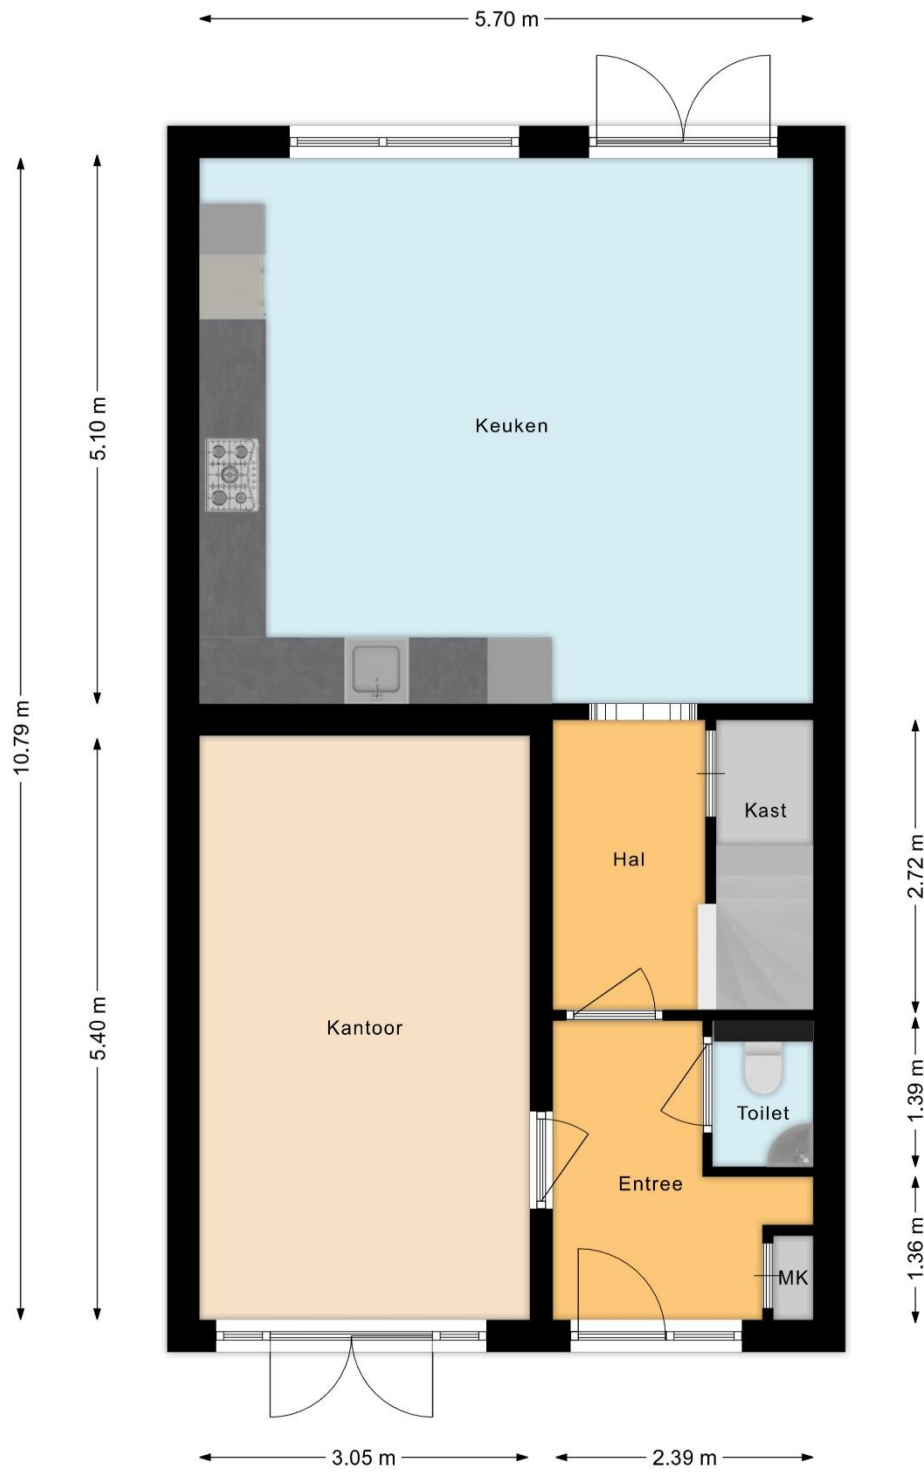 5.70 m
Keuken
5.10 m
10.79 m
Kast
Hal
2.72 m
Kantoor
5.40 m
Toilet
1.39 m
Entree
MK
1.36 m
3.05 m
2.39 m